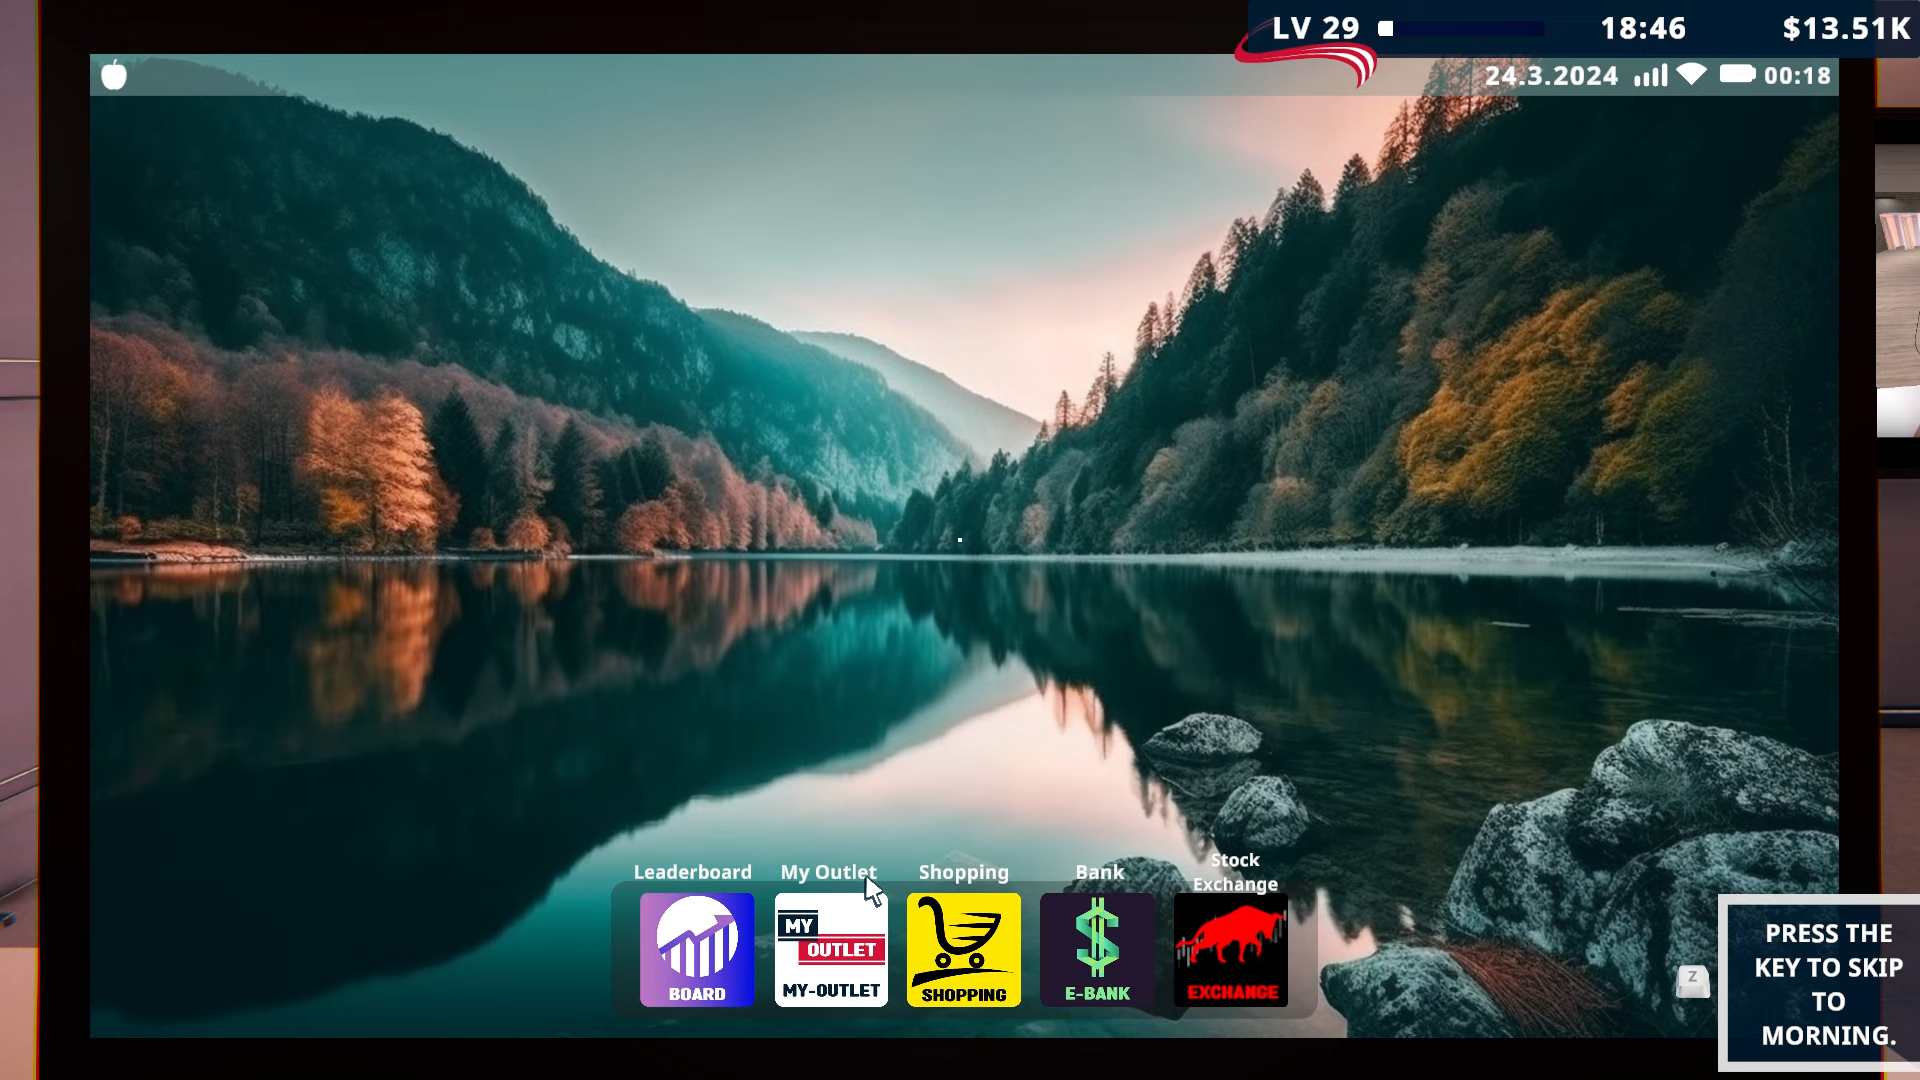 LV 29 18:46 $13.51K
24.3.2024 00:18
Leaderboard My Outlet Shopping Bank Stock Exchange
BOARD
MY
OUTLET
MY-OUTLET
SHOPPING
E-BANK
EXCHANGE
Z
PRESS THE
KEY TO SKIP
TO
MORNING.